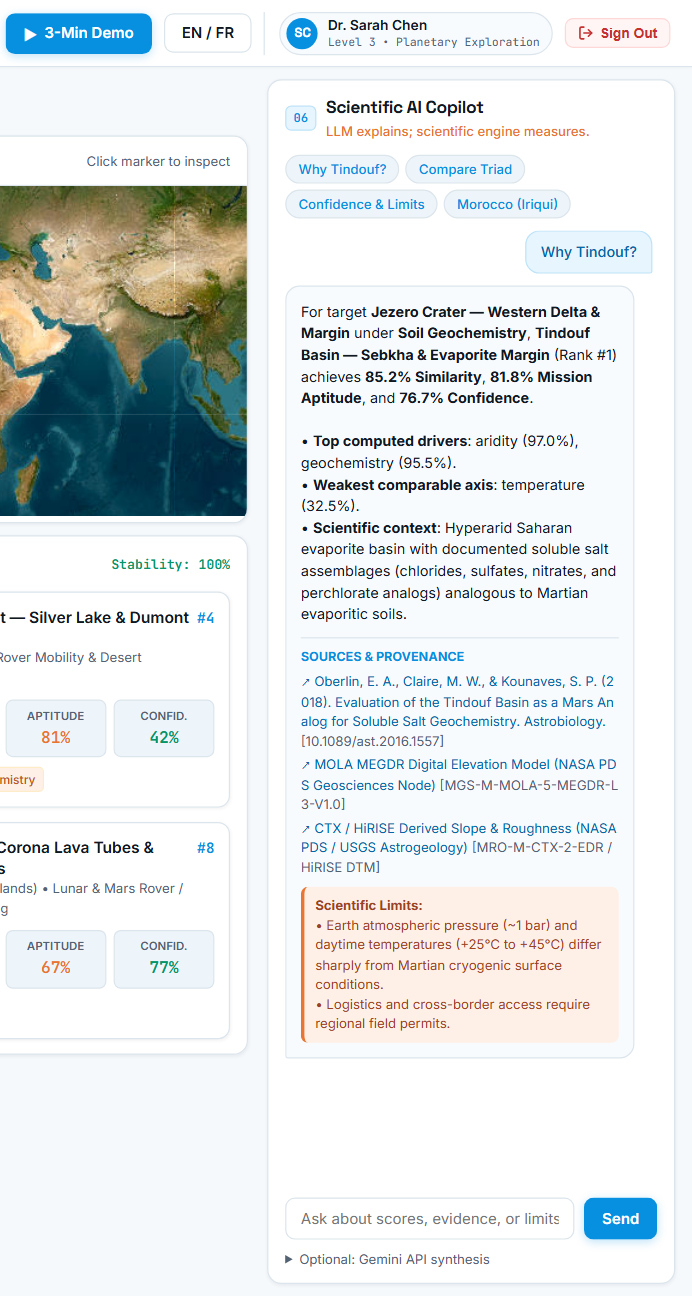 ▶ 3-Min Demo
EN / FR
SC
Dr. Sarah Chen
Level 3 • Planetary Exploration
Sign Out
Click marker to inspect
Stability: 100%
t — Silver Lake & Dumont #4
Rover Mobility & Desert
APTITUDE
81%
CONFID.
42%
mistry
Corona Lava Tubes & #8
s
lands) • Lunar & Mars Rover /
g
APTITUDE
67%
CONFID.
77%
06
Scientific AI Copilot
LLM explains; scientific engine measures.
Why Tindouf?
Compare Triad
Confidence & Limits
Morocco (Iriqui)
Why Tindouf?
For target Jezero Crater — Western Delta &
Margin under Soil Geochemistry, Tindouf
Basin — Sebkha & Evaporite Margin (Rank #1)
achieves 85.2% Similarity, 81.8% Mission
Aptitude, and 76.7% Confidence.
• Top computed drivers: aridity (97.0%),
geochemistry (95.5%).
• Weakest comparable axis: temperature
(32.5%).
• Scientific context: Hyperarid Saharan
evaporite basin with documented soluble salt
assemblages (chlorides, sulfates, nitrates, and
perchlorate analogs) analogous to Martian
evaporitic soils.
SOURCES & PROVENANCE
↗ Oberlin, E. A., Claire, M. W., & Kounaves, S. P. (2
018). Evaluation of the Tindouf Basin as a Mars An
alog for Soluble Salt Geochemistry. Astrobiology.
[10.1089/ast.2016.1557]
↗ MOLA MEGDR Digital Elevation Model (NASA PD
S Geosciences Node) [MGS-M-MOLA-5-MEGDR-L
3-V1.0]
↗ CTX / HiRISE Derived Slope & Roughness (NASA
PDS / USGS Astrogeology) [MRO-M-CTX-2-EDR /
HiRISE DTM]
Scientific Limits:
• Earth atmospheric pressure (~1 bar) and
daytime temperatures (+25°C to +45°C) differ
sharply from Martian cryogenic surface
conditions.
• Logistics and cross-border access require
regional field permits.
Ask about scores, evidence, or limits
Send
▶ Optional: Gemini API synthesis